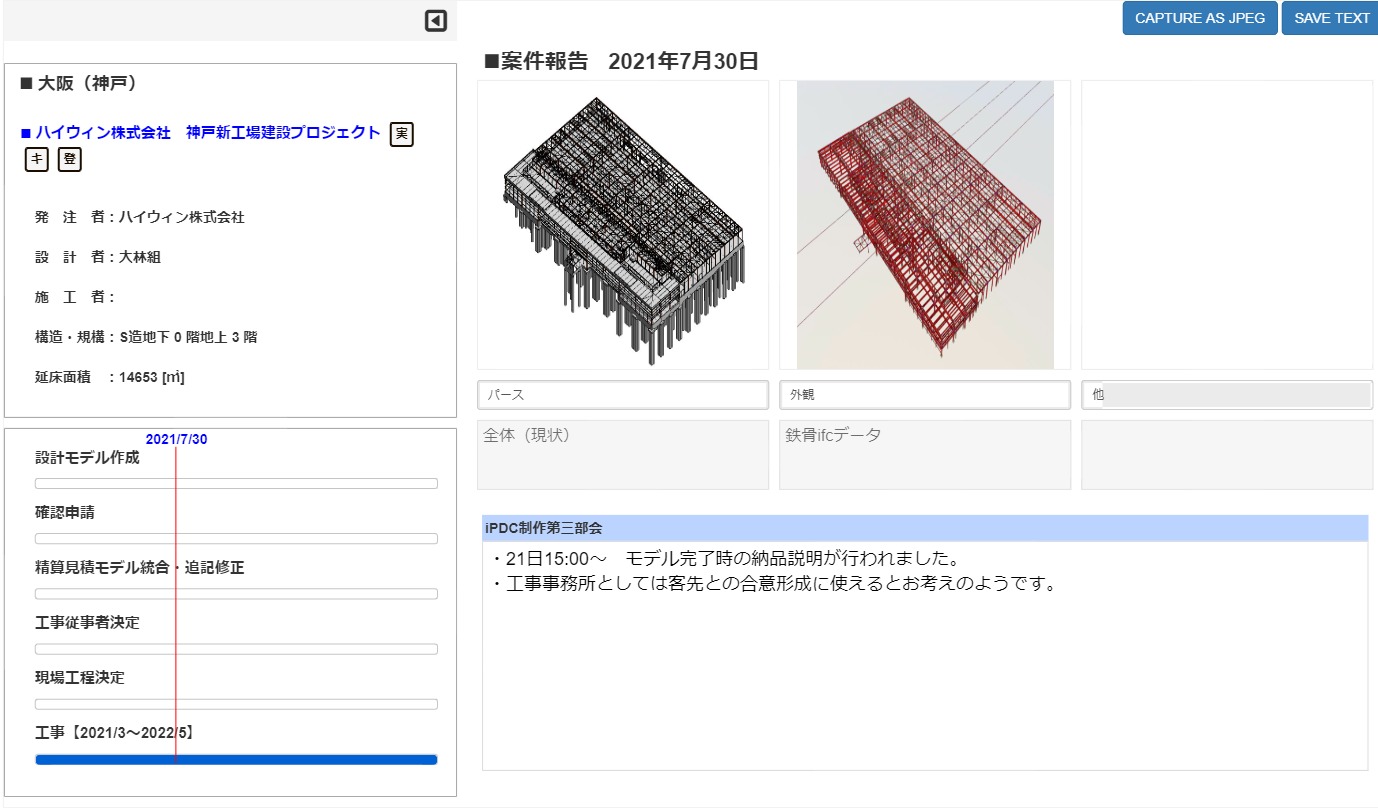 CAPTURE AS JPEG
SAVE TEXT
■ 大阪（神戸）
■ ハイウィン株式会社　神戸新工場建設プロジェクト 実
キ 登
発　注　者：ハイウィン株式会社
設　計　者：大林組
施　工　者：
構造・規構：S造地下 0 階地上 3 階
延床面積　：14653 [㎡]
2021/7/30
設計モデル作成
確認申請
精算見積モデル統合・追記修正
工事従事者決定
現場工程決定
工事【2021/3～2022/5】
■案件報告　2021年7月30日
パース
外観
他
全体（現状）
鉄骨ifcデータ
iPDC制作第三部会
・21日15:00～　モデル完了時の納品説明が行われました。
・工事事務所としては客先との合意形成に使えるとお考えのようです。